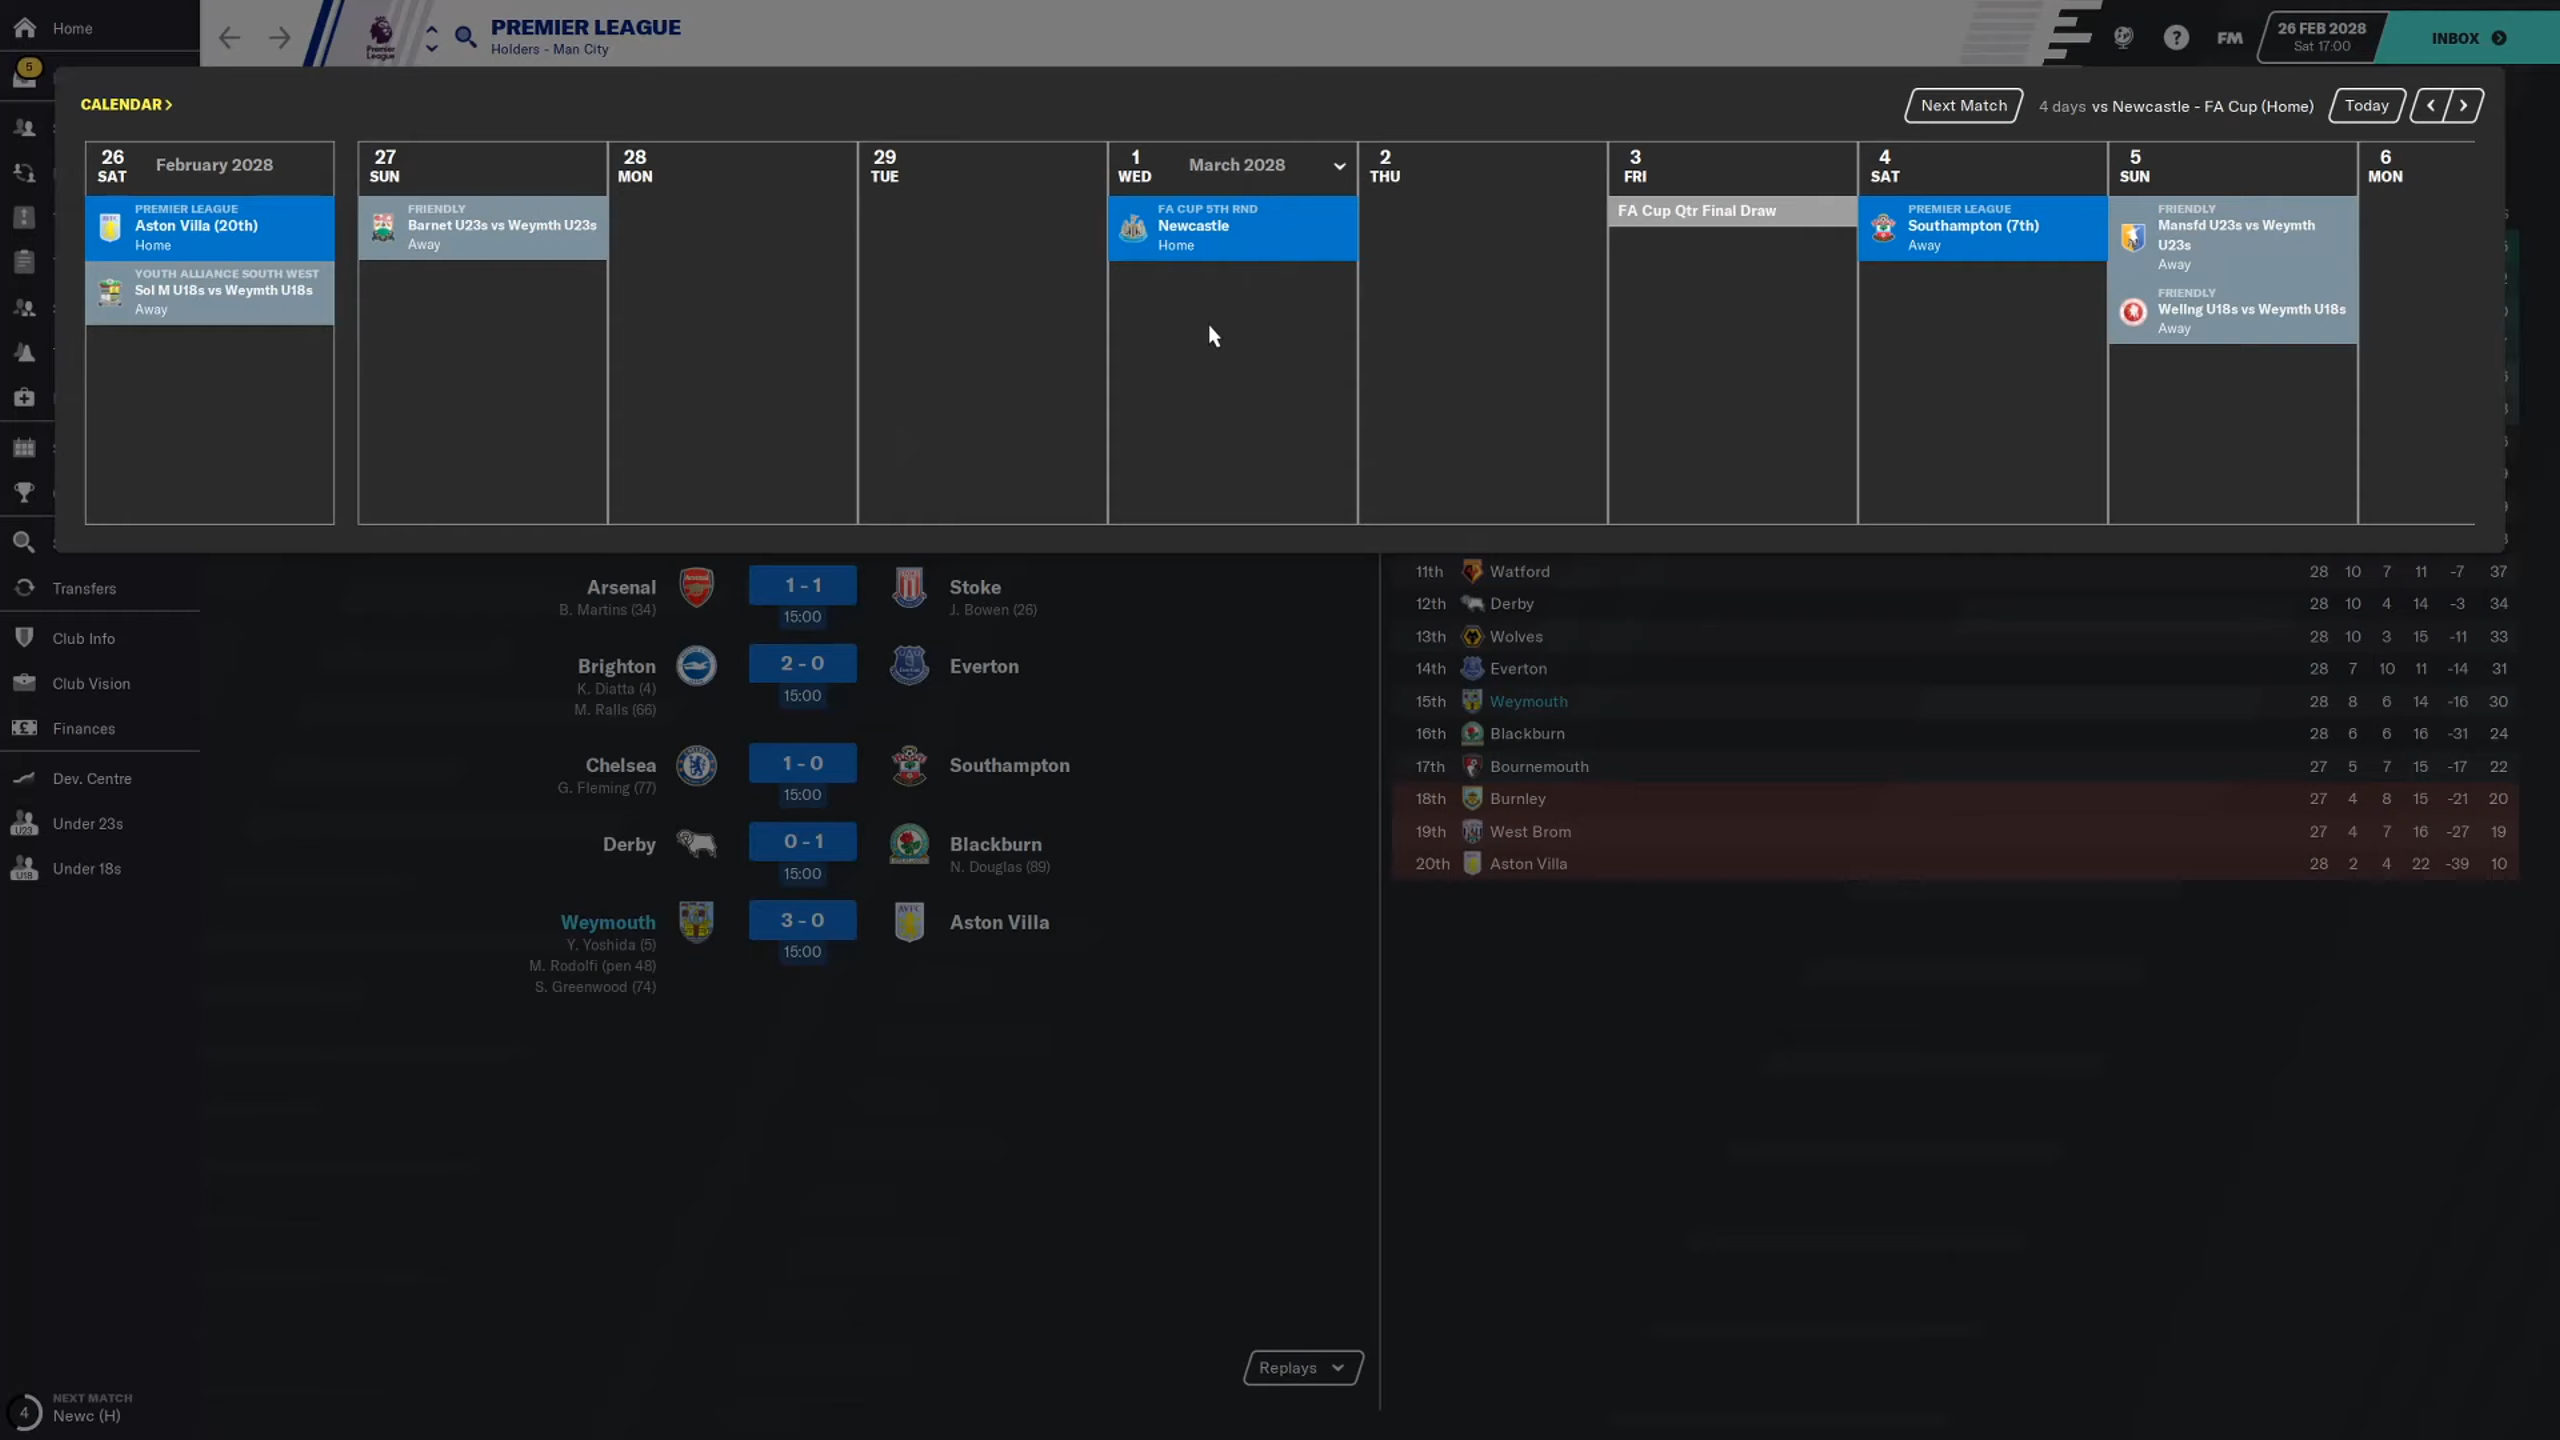 Home
PREMIER LEAGUE
Holders - Man City
FM
26 FEB 2028
Sat 17:00
INBOX
5
CALENDAR >
Next Match
4 days vs Newcastle - FA Cup (Home)
Today
26 SAT
February 2028
PREMIER LEAGUE
Aston Villa (20th)
Home
YOUTH ALLIANCE SOUTH WEST
Sol M U18s vs Weymth U18s
Away
27 SUN
FRIENDLY
Barnet U23s vs Weymth U23s
Away
28 MON
29 TUE
1 WED
March 2028
FA CUP 5TH RND
Newcastle
Home
2 THU
3 FRI
FA Cup Qtr Final Draw
4 SAT
PREMIER LEAGUE
Southampton (7th)
Away
5 SUN
FRIENDLY
Mansfd U23s vs Weymth
U23s
Away
FRIENDLY
Wellng U18s vs Weymth U18s
Away
6 MON
Transfers
Club Info
Club Vision
Finances
Dev. Centre
Under 23s
Under 18s
Arsenal 1 - 1 Stoke
B. Martins (34) 15:00 J. Bowen (26)
Brighton 2 - 0 Everton
K. Diatta (4) 15:00
M. Ralls (66)
Chelsea 1 - 0 Southampton
G. Fleming (77) 15:00
Derby 0 - 1 Blackburn
15:00 N. Douglas (89)
Weymouth 3 - 0 Aston Villa
Y. Yoshida (5) 15:00
M. Rodolfi (pen 48)
S. Greenwood (74)
11th Watford 28 10 7 11 -7 37
12th Derby 28 10 4 14 -3 34
13th Wolves 28 10 3 15 -11 33
14th Everton 28 7 10 11 -14 31
15th Weymouth 28 8 6 14 -16 30
16th Blackburn 28 6 6 16 -31 24
17th Bournemouth 27 5 7 15 -17 22
18th Burnley 27 4 8 15 -21 20
19th West Brom 27 4 7 16 -27 19
20th Aston Villa 28 2 4 22 -39 10
Replays
4
NEXT MATCH
Newc (H)